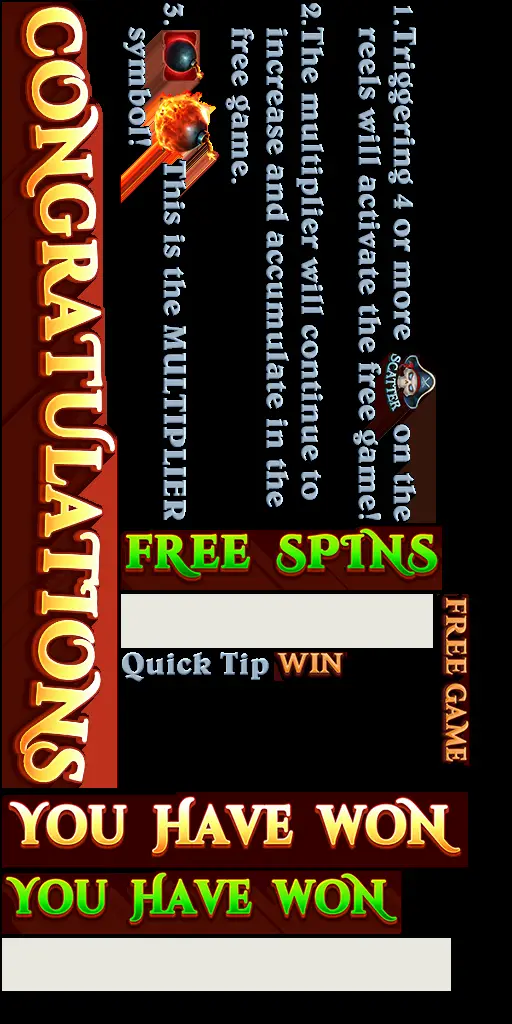 CONGRATULATIONS
1.Triggering 4 or more SCATTER on the
reels will activate the free game!
2.The multiplier will continue to
increase and accumulate in the
free game.
3. This is the MULTIPLIER
symbol!
FREE SPINS
FREE GAME
Quick Tip WIN
YOU HAVE WON
YOU HAVE WON